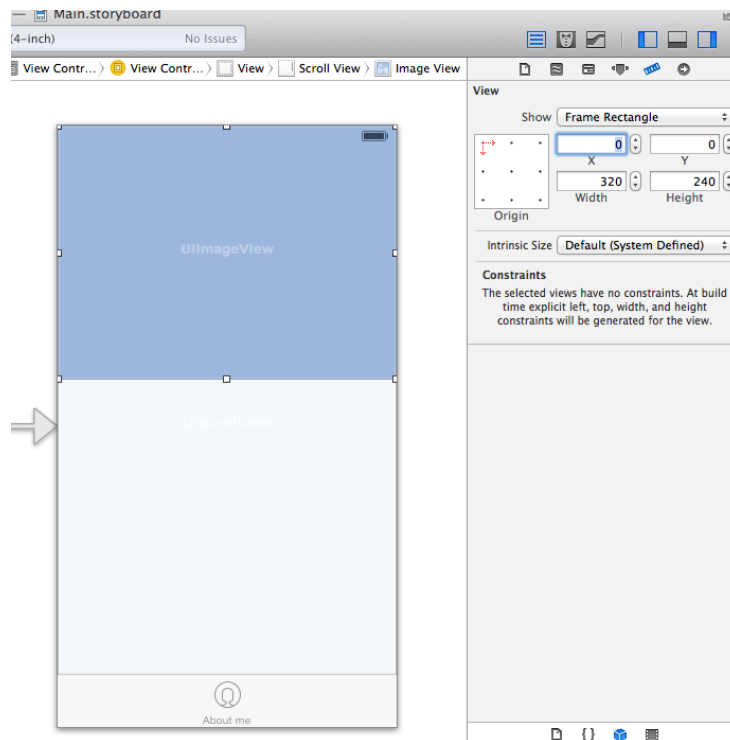 Main.storyboard
(4-inch) No Issues
View Contr... View Contr... View Scroll View Image View
View
Show Frame Rectangle
0 0
X Y
320 240
Width Height
Origin
Intrinsic Size Default (System Defined)
Constraints
The selected views have no constraints. At build
time explicit left, top, width, and height
constraints will be generated for the view.
UIImageView
UIScrollView
About me